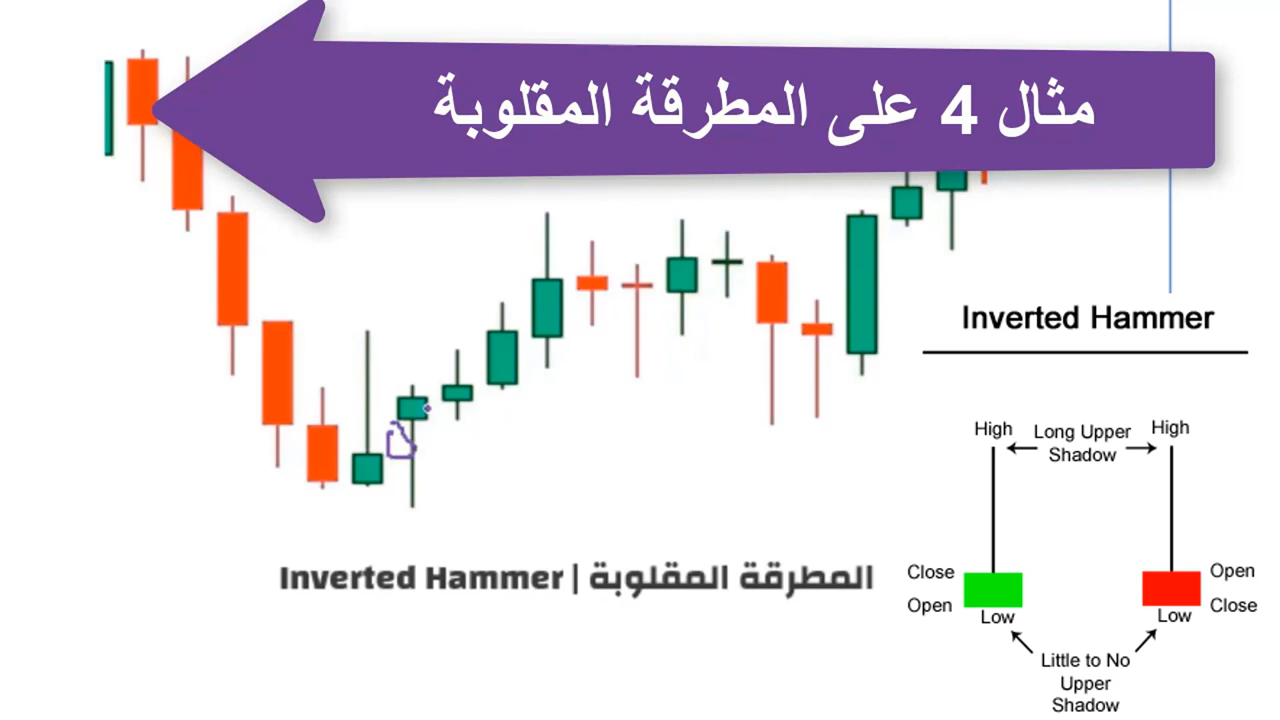 مثال 4 على المطرقة المقلوبة
Inverted Hammer
High
Long Upper
Shadow
High
Close
Open
Low
Open
Close
Low
Little to No
Upper
Shadow
Inverted Hammer | المطرقة المقلوبة